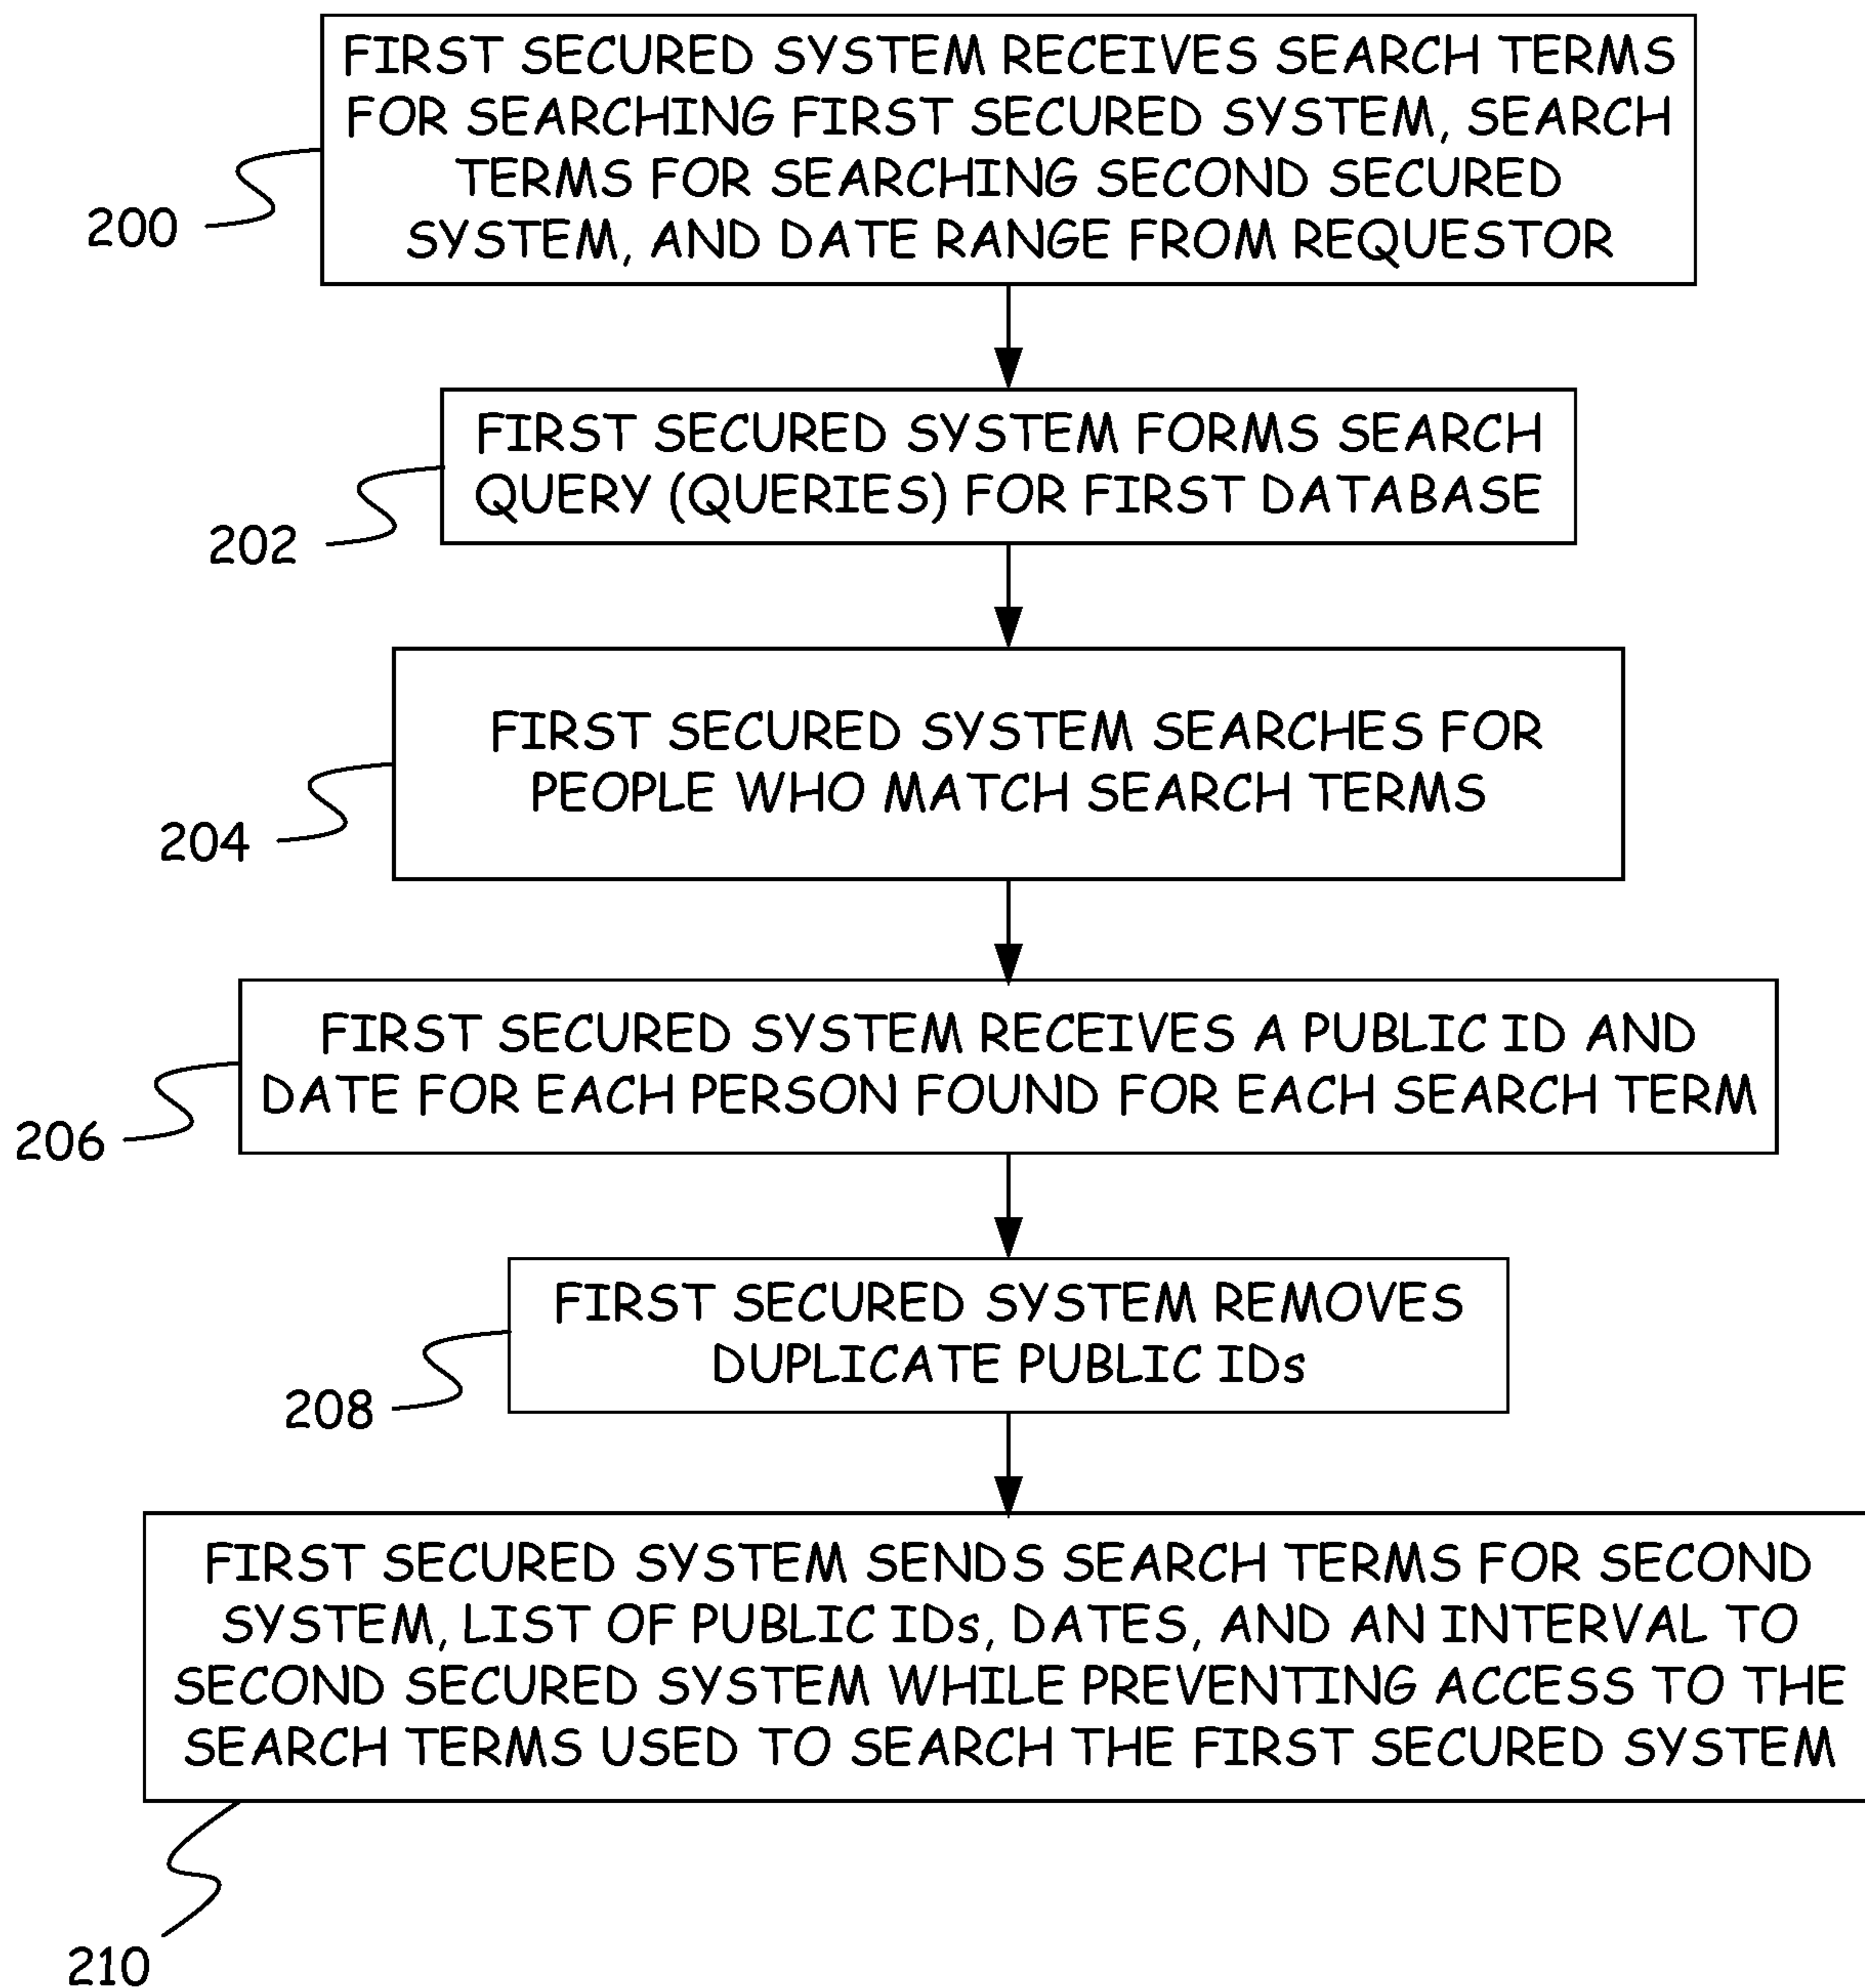 FIRST SECURED SYSTEM RECEIVES SEARCH TERMS
FOR SEARCHING FIRST SECURED SYSTEM, SEARCH
TERMS FOR SEARCHING SECOND SECURED
SYSTEM, AND DATE RANGE FROM REQUESTOR
200
FIRST SECURED SYSTEM FORMS SEARCH
QUERY (QUERIES) FOR FIRST DATABASE
202
FIRST SECURED SYSTEM SEARCHES FOR
PEOPLE WHO MATCH SEARCH TERMS
204
FIRST SECURED SYSTEM RECEIVES A PUBLIC ID AND
DATE FOR EACH PERSON FOUND FOR EACH SEARCH TERM
206
FIRST SECURED SYSTEM REMOVES
DUPLICATE PUBLIC IDs
208
FIRST SECURED SYSTEM SENDS SEARCH TERMS FOR SECOND
SYSTEM, LIST OF PUBLIC IDs, DATES, AND AN INTERVAL TO
SECOND SECURED SYSTEM WHILE PREVENTING ACCESS TO THE
SEARCH TERMS USED TO SEARCH THE FIRST SECURED SYSTEM
210